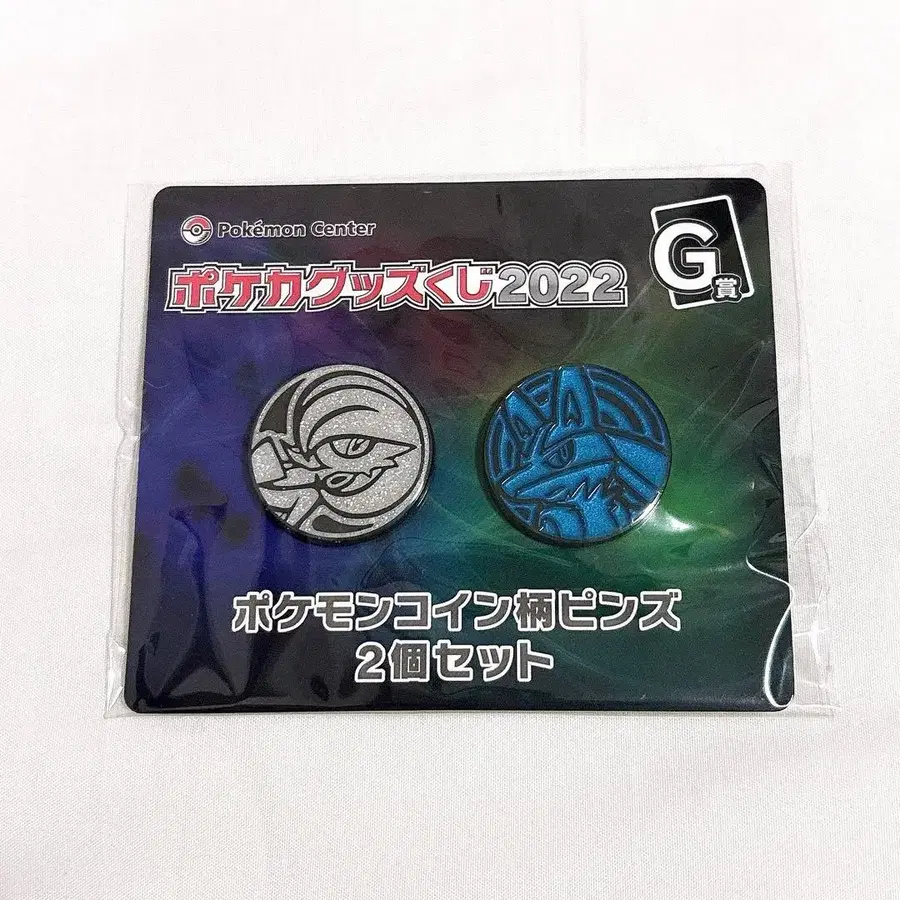 Pokémon Center
ポケカグッズくじ2022
G賞
ポケモンコイン柄ピンズ
2個セット